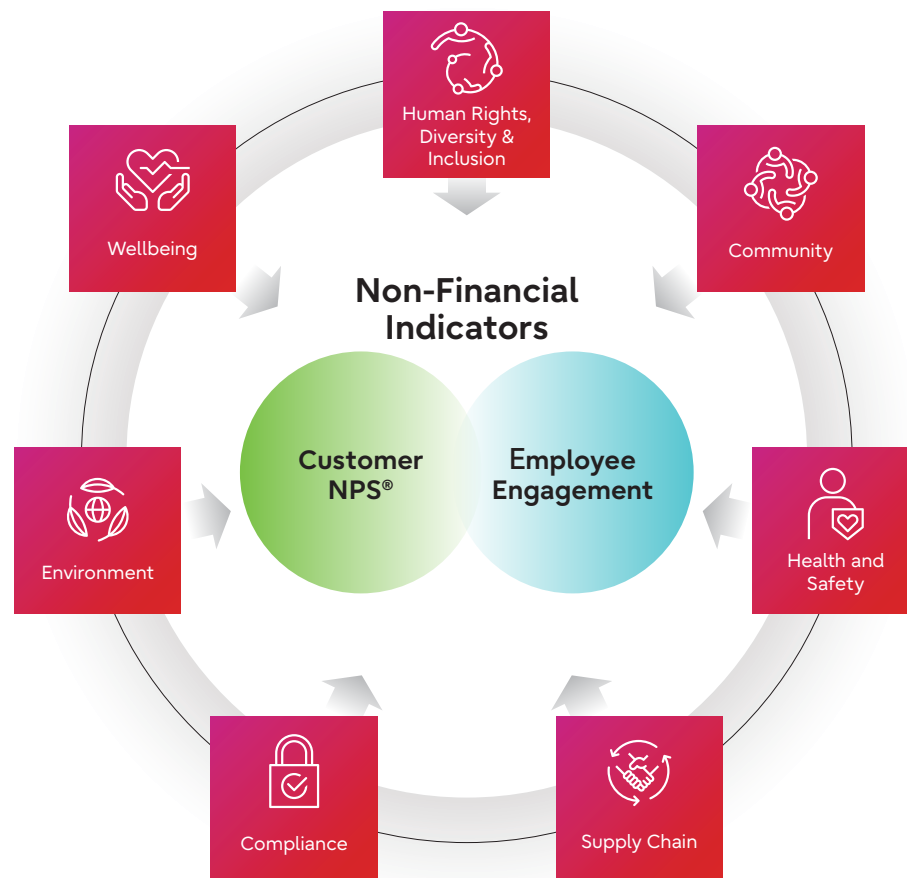 Human Rights,
Diversity &
Inclusion
Wellbeing
Community
Non-Financial
Indicators
Customer
NPS®
Employee
Engagement
Environment
Health and
Safety
Compliance
Supply Chain